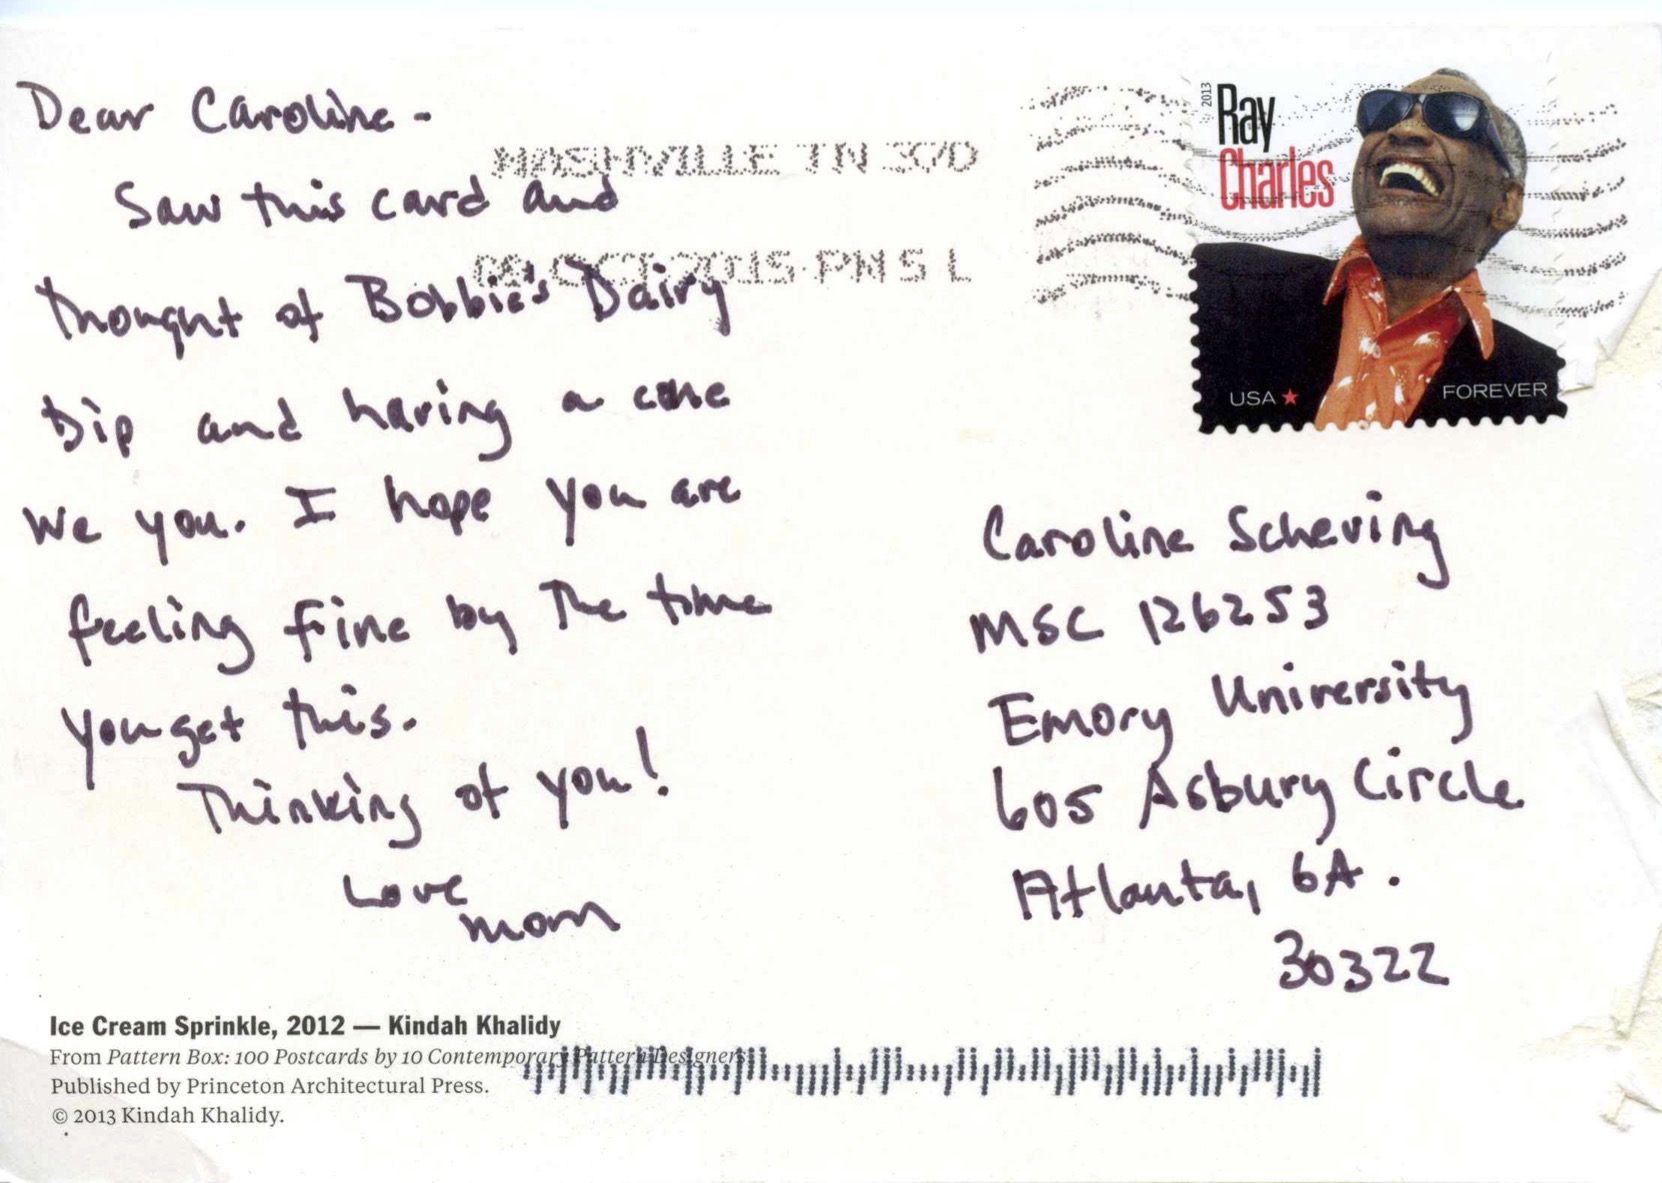 Dear Caroline -
Saw this card and
thought of Bobbie's Dairy
Dip and having a cone
we you. I hope you are
feeling fine by the time
you get this.
Thinking of you!
Love
mom
NASHVILLE TN 370
OCT 2015 PM 5 L
2013
Ray
Charles
USA
FOREVER
Caroline Scheving
MSC 126253
Emory University
605 Asbury Circle
Atlanta, GA.
30322
Ice Cream Sprinkle, 2012 — Kindah Khalidy
From Pattern Box: 100 Postcards by 10 Contemporary Pattern Designers
Published by Princeton Architectural Press.
© 2013 Kindah Khalidy.